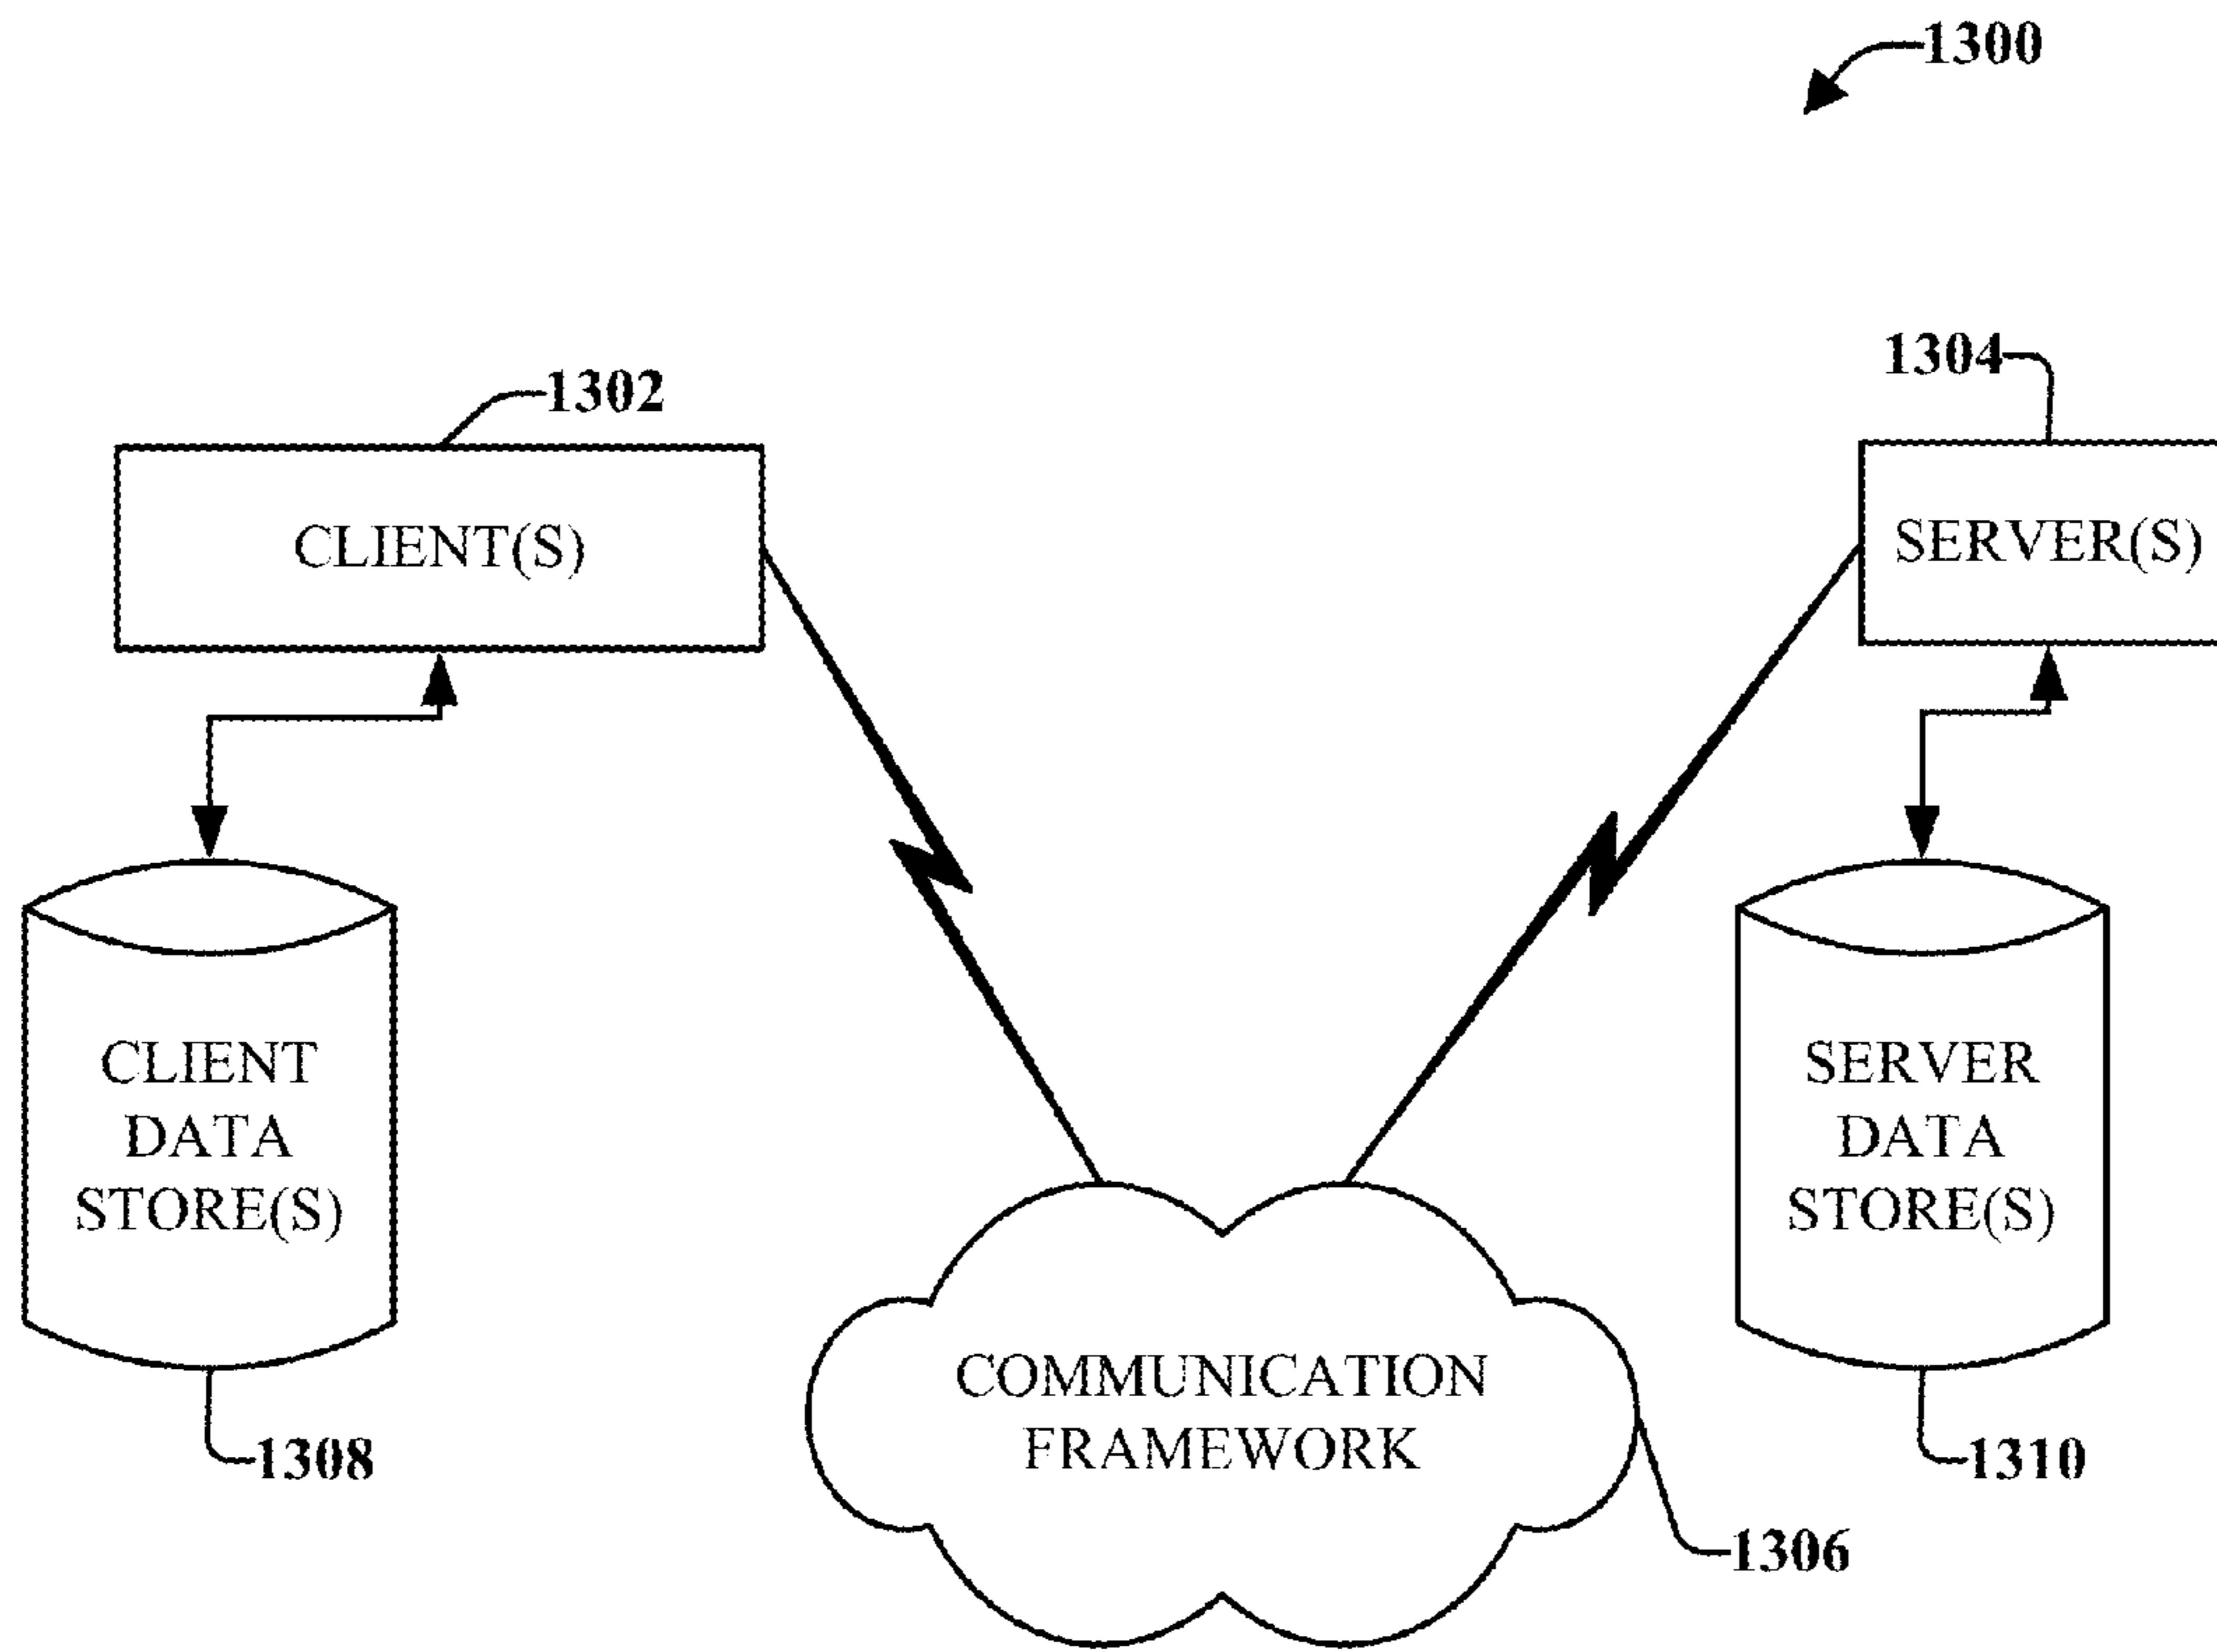 1300
1302
1304
CLIENT(S)
SERVER(S)
CLIENT
DATA
STORE(S)
SERVER
DATA
STORE(S)
COMMUNICATION
FRAMEWORK
1308
1310
1306